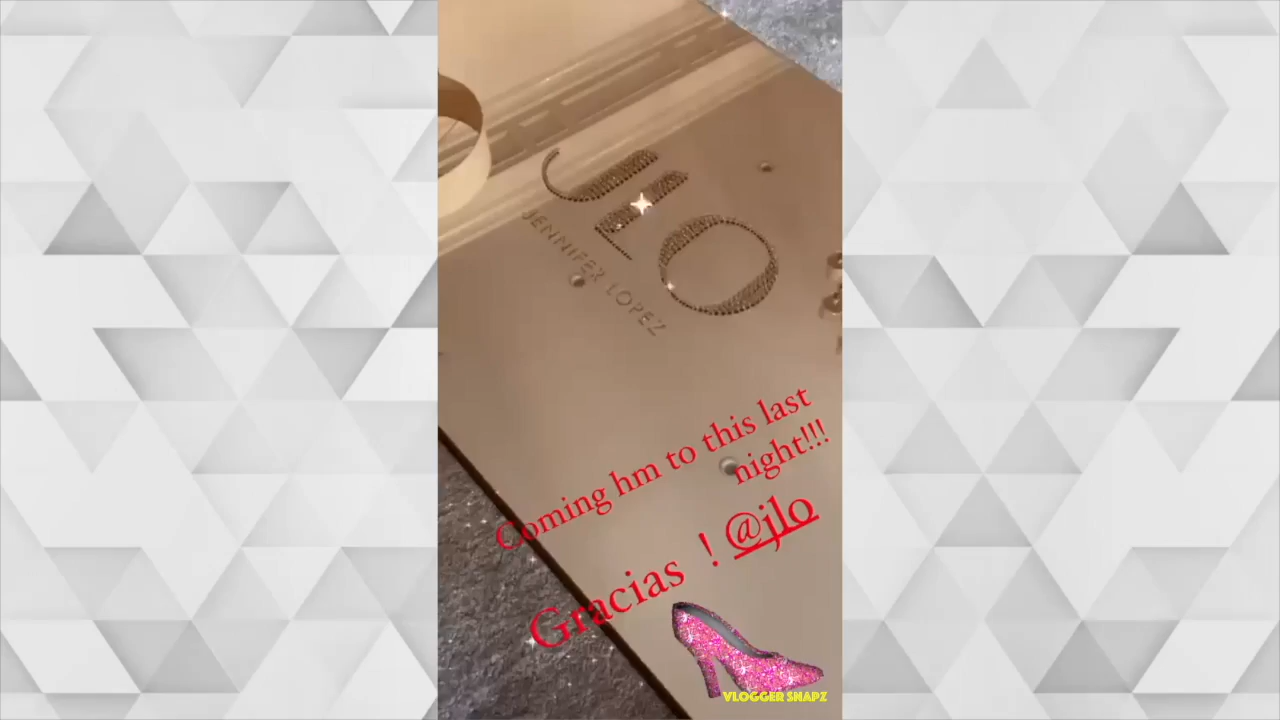 JLO
JENNIFER LOPEZ
Coming hm to this last
night!!!
Gracias ! @jlo
VLOGGER SNAPZ